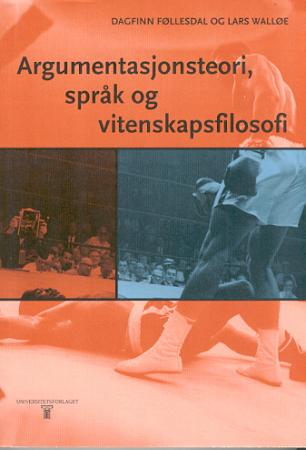 DAGFINN FØLLESDAL OG LARS WALLØE
Argumentasjonsteori,
språk og
vitenskapsfilosofi
UNIVERSITETSFORLAGET